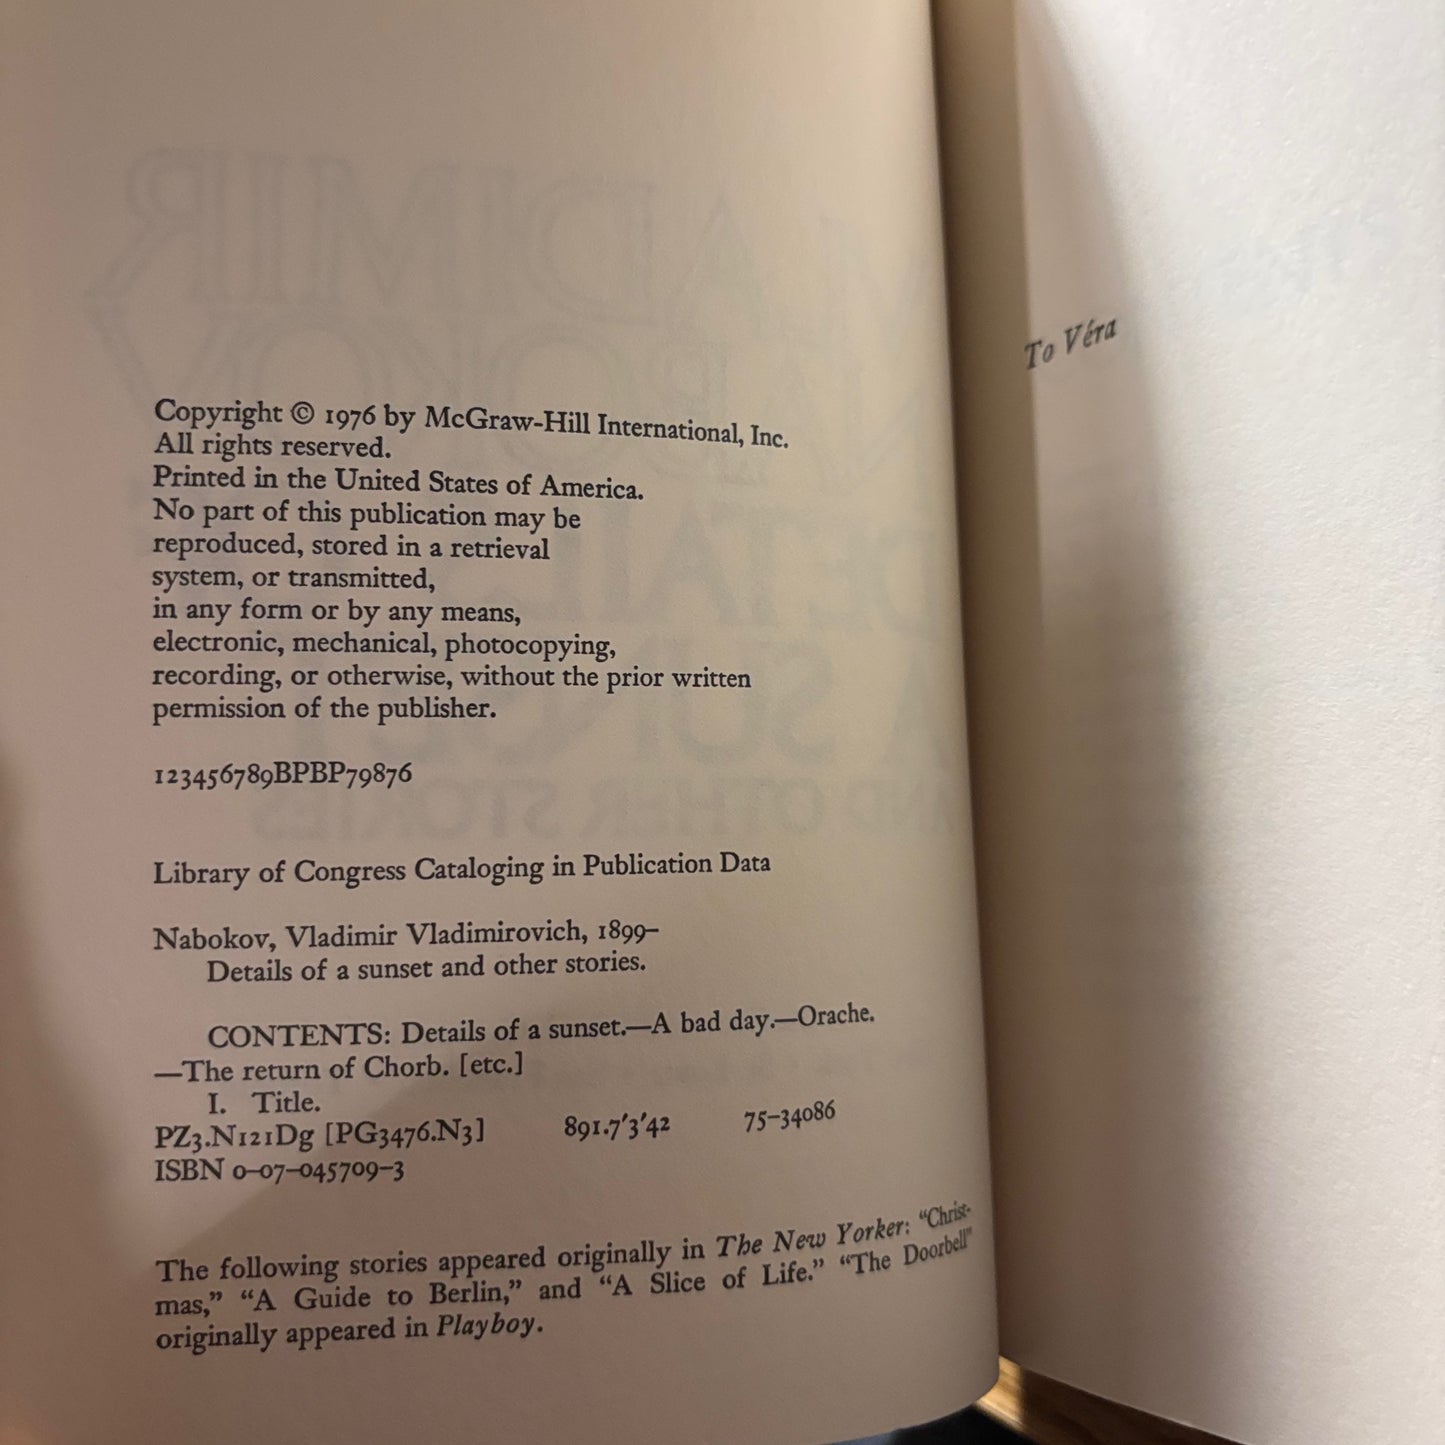 Copyright © 1976 by McGraw-Hill International, Inc.
All rights reserved.
Printed in the United States of America.
No part of this publication may be
reproduced, stored in a retrieval
system, or transmitted,
in any form or by any means,
electronic, mechanical, photocopying,
recording, or otherwise, without the prior written
permission of the publisher.
123456789BPBP79876
Library of Congress Cataloging in Publication Data
Nabokov, Vladimir Vladimirovich, 1899–
Details of a sunset and other stories.
CONTENTS: Details of a sunset.—A bad day.—Orache.
—The return of Chorb. [etc.]
I. Title.
PZ3.N121Dg [PG3476.N3] 891.7′3′42 75–34086
ISBN 0–07–045709–3
The following stories appeared originally in The New Yorker: “Christ-
mas,” “A Guide to Berlin,” and “A Slice of Life.” “The Doorbell”
originally appeared in Playboy.
To Véra